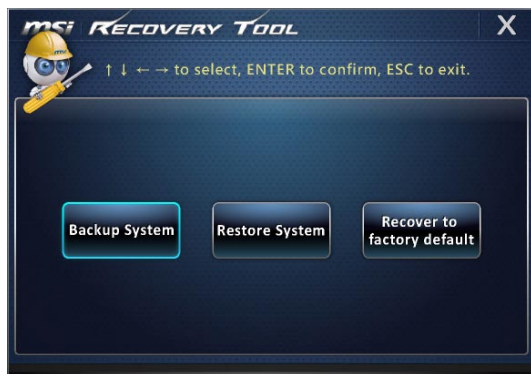 msi Recovery Tool X
↑ ↓ ← → to select, ENTER to confirm, ESC to exit.
Backup System
Restore System
Recover to
factory default